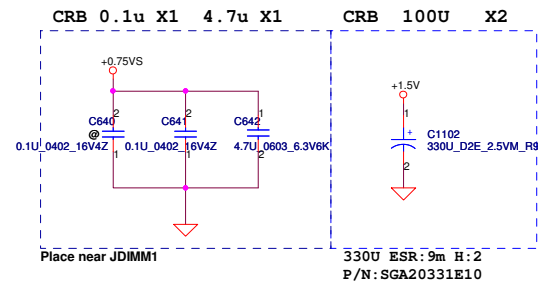 CRB 0.1u X1 4.7u X1
CRB 100U X2
+0.75VS
+1.5V
2
2
1
1
C640
C641
C642
@
0.1U_0402_16V4Z
0.1U_0402_16V4Z
4.7U_0603_6.3V6K
1
1
2
+
C1102
330U_D2E_2.5VM_R9
2
Place near JDIMM1
330U ESR:9m H:2
P/N:SGA20331E10